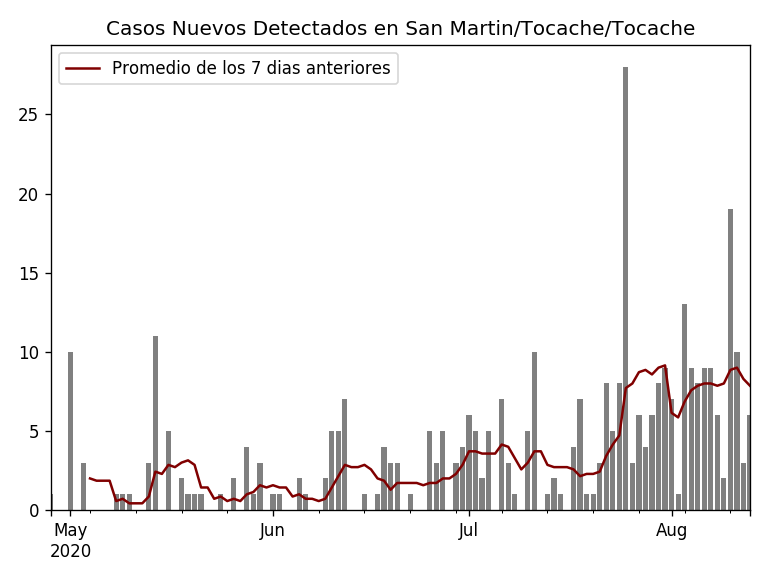 Casos Nuevos Detectados en San Martin/Tocache/Tocache
Promedio de los 7 dias anteriores
25
20
15
10
5
0
May Jun Jul Aug
2020